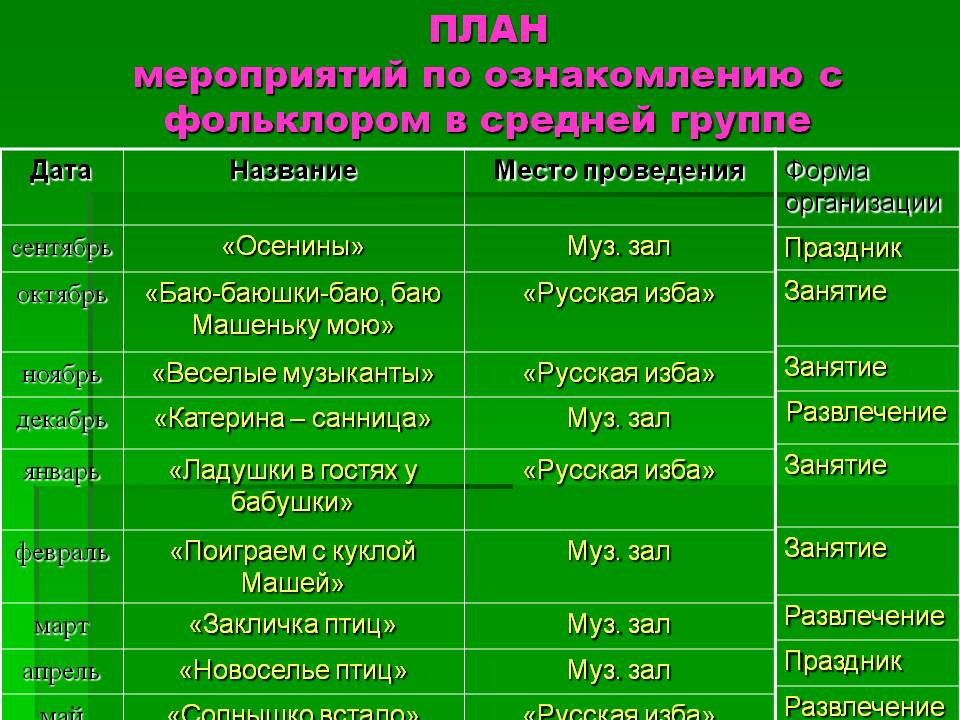 ПЛАН
мероприятий по ознакомлению с
фольклором в средней группе
Дата Название Место проведения Форма
организации
сентябрь «Осенины» Муз. зал Праздник
октябрь «Баю-баюшки-баю, баю «Русская изба» Занятие
Машеньку мою»
ноябрь «Веселые музыканты» «Русская изба» Занятие
декабрь «Катерина – санница» Муз. зал Развлечение
январь «Ладушки в гостях у «Русская изба» Занятие
бабушки»
февраль «Поиграем с куклой Муз. зал Занятие
Машей»
март «Закличка птиц» Муз. зал Развлечение
апрель «Новоселье птиц» Муз. зал Праздник
май «Солнышко встало» «Русская изба» Развлечение